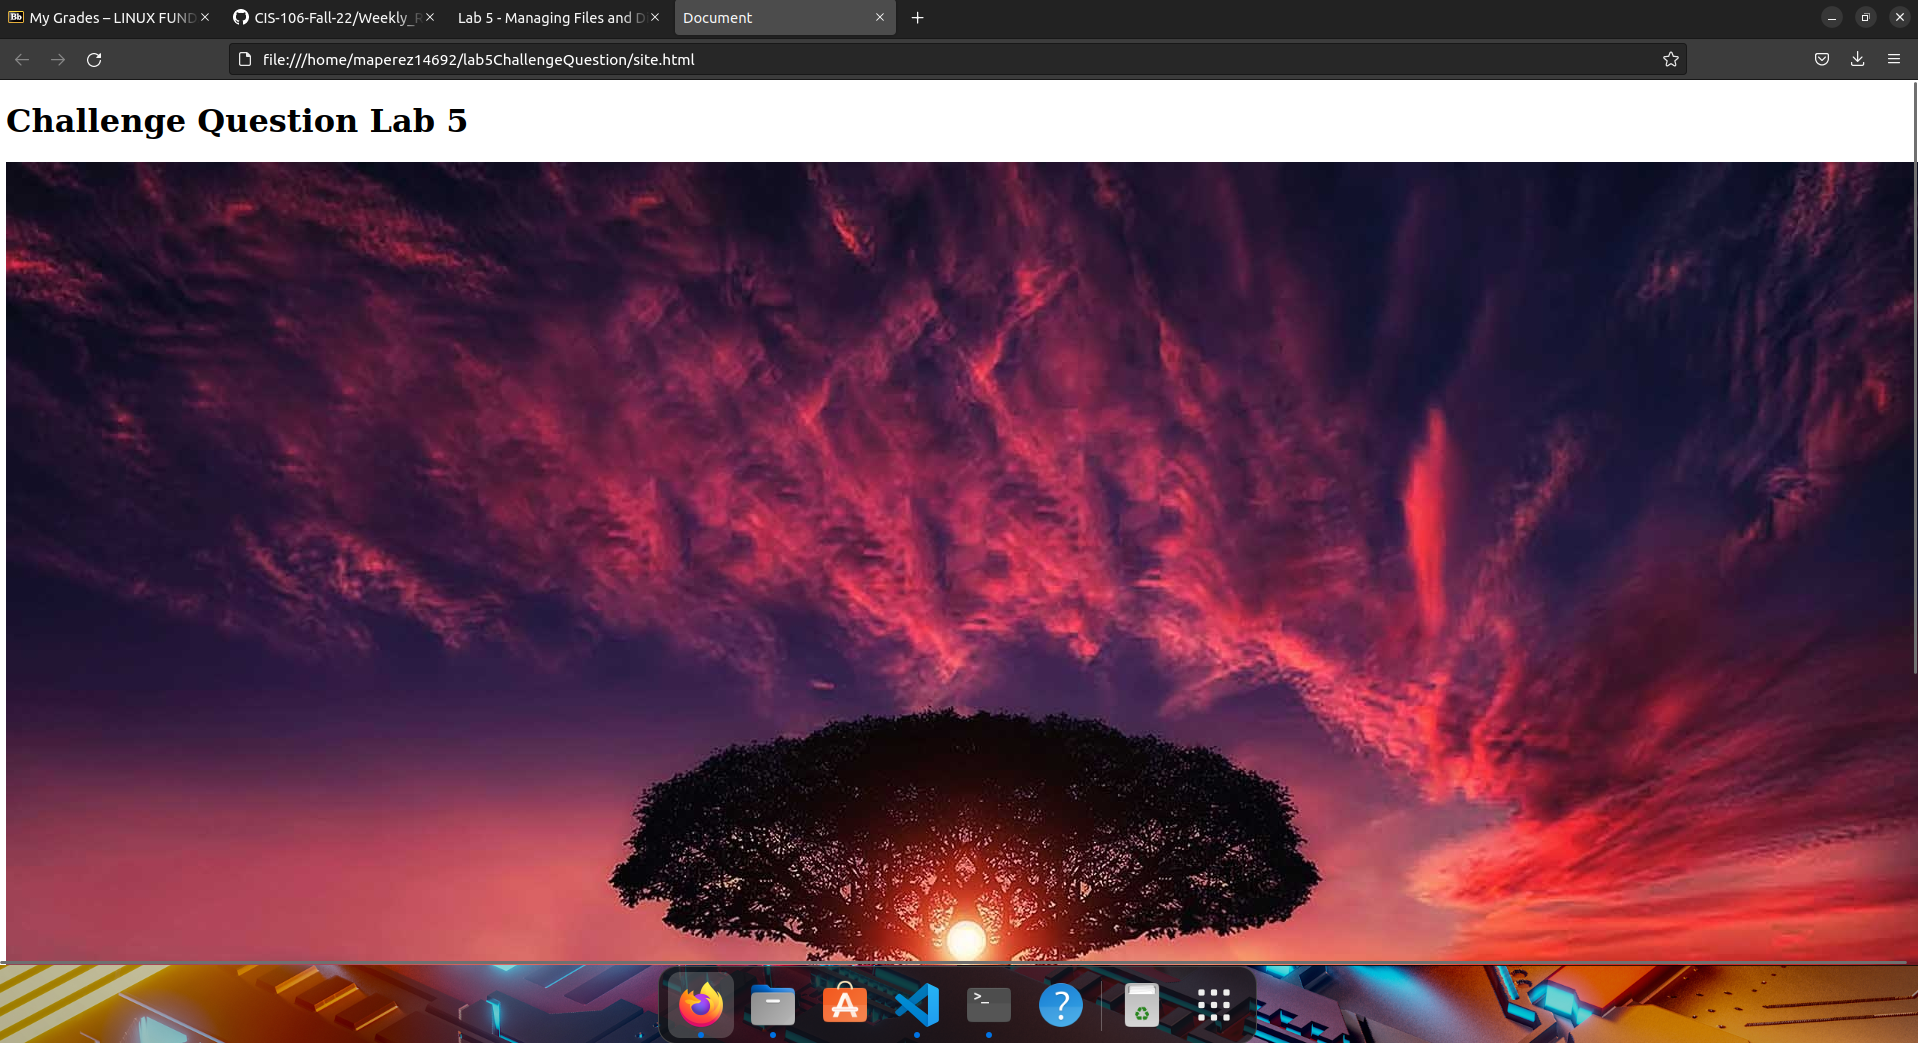 My Grades – LINUX FUND
CIS-106-Fall-22/Weekly_R
Lab 5 - Managing Files and D
Document
file:///home/maperez14692/lab5ChallengeQuestion/site.html
Challenge Question Lab 5